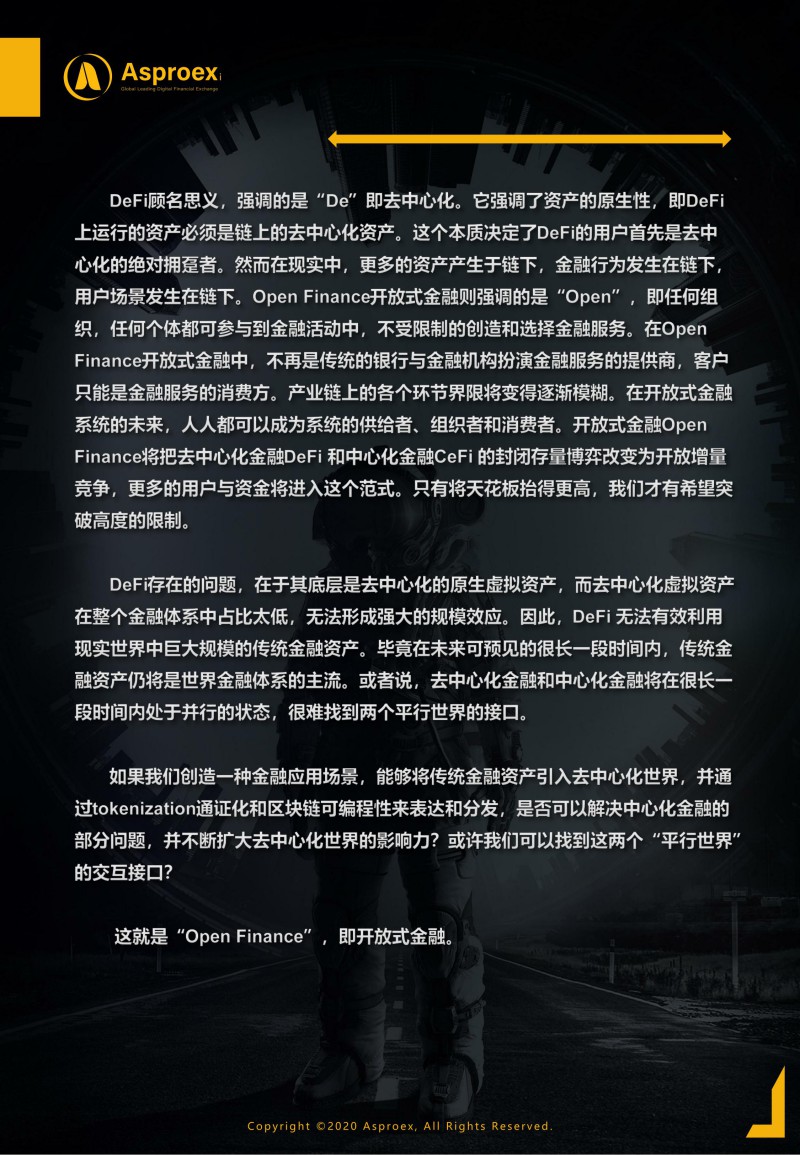 Asproex
Global Leading Digital Financial Exchange
DeFi顾名思义，强调的是“De”即去中心化。它强调了资产的原生性，即DeFi
上运行的资产必须是链上的去中心化资产。这个本质决定了DeFi的用户首先是去中
心化的绝对拥趸者。然而在现实中，更多的资产产生于链下，金融行为发生在链下，
用户场景发生在链下。Open Finance开放式金融则强调的是“Open”，即任何组
织，任何个体都可参与到金融活动中，不受限制的创造和选择金融服务。在Open
Finance开放式金融中，不再是传统的银行与金融机构扮演金融服务的提供商，客户
只能是金融服务的消费方。产业链上的各个环节界限将变得逐渐模糊。在开放式金融
系统的未来，人人都可以成为系统的供给者、组织者和消费者。开放式金融Open
Finance将把去中心化金融DeFi 和中心化金融CeFi 的封闭存量博弈改变为开放增量
竞争，更多的用户与资金将进入这个范式。只有将天花板抬得更高，我们才有希望突
破高度的限制。
DeFi存在的问题，在于其底层是去中心化的原生虚拟资产，而去中心化虚拟资产
在整个金融体系中占比太低，无法形成强大的规模效应。因此，DeFi 无法有效利用
现实世界中巨大规模的传统金融资产。毕竟在未来可预见的很长一段时间内，传统金
融资产仍将是世界金融体系的主流。或者说，去中心化金融和中心化金融将在很长一
段时间内处于并行的状态，很难找到两个平行世界的接口。
如果我们创造一种金融应用场景，能够将传统金融资产引入去中心化世界，并通
过tokenization通证化和区块链可编程性来表达和分发，是否可以解决中心化金融的
部分问题，并不断扩大去中心化世界的影响力？或许我们可以找到这两个“平行世界”
的交互接口？
这就是“Open Finance”，即开放式金融。
Copyright ©2020 Asproex, All Rights Reserved.